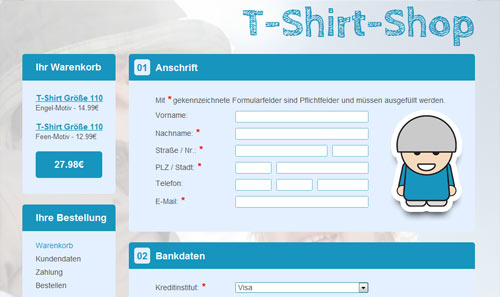 T-Shirt-Shop
Ihr Warenkorb
T-Shirt Größe 110
Engel-Motiv - 14.99€
T-Shirt Größe 110
Feen-Motiv - 12.99€
27.98€
Ihre Bestellung
Warenkorb
Kundendaten
Zahlung
Bestellen
01 Anschrift
Mit * gekennzeichnete Formularfelder sind Pflichtfelder und müssen ausgefüllt werden.
Vorname:
Nachname: *
Straße / Nr.: *
PLZ / Stadt: *
Telefon:
E-Mail: *
02 Bankdaten
Kreditinstitut: * Visa